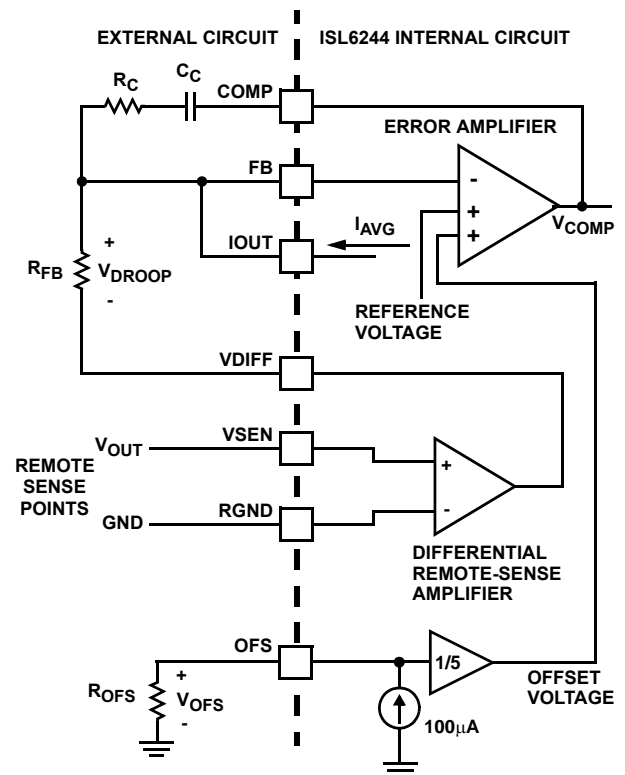 EXTERNAL CIRCUIT
ISL6244 INTERNAL CIRCUIT
RC
CC
COMP
ERROR AMPLIFIER
FB
-
+
+
VCOMP
IAVG
IOUT
RFB
+
VDROOP
-
REFERENCE
VOLTAGE
VDIFF
VOUT
VSEN
+
REMOTE
SENSE
POINTS
GND
RGND
-
DIFFERENTIAL
REMOTE-SENSE
AMPLIFIER
OFS
1/5
OFFSET
VOLTAGE
ROFS
+
VOFS
-
100µA